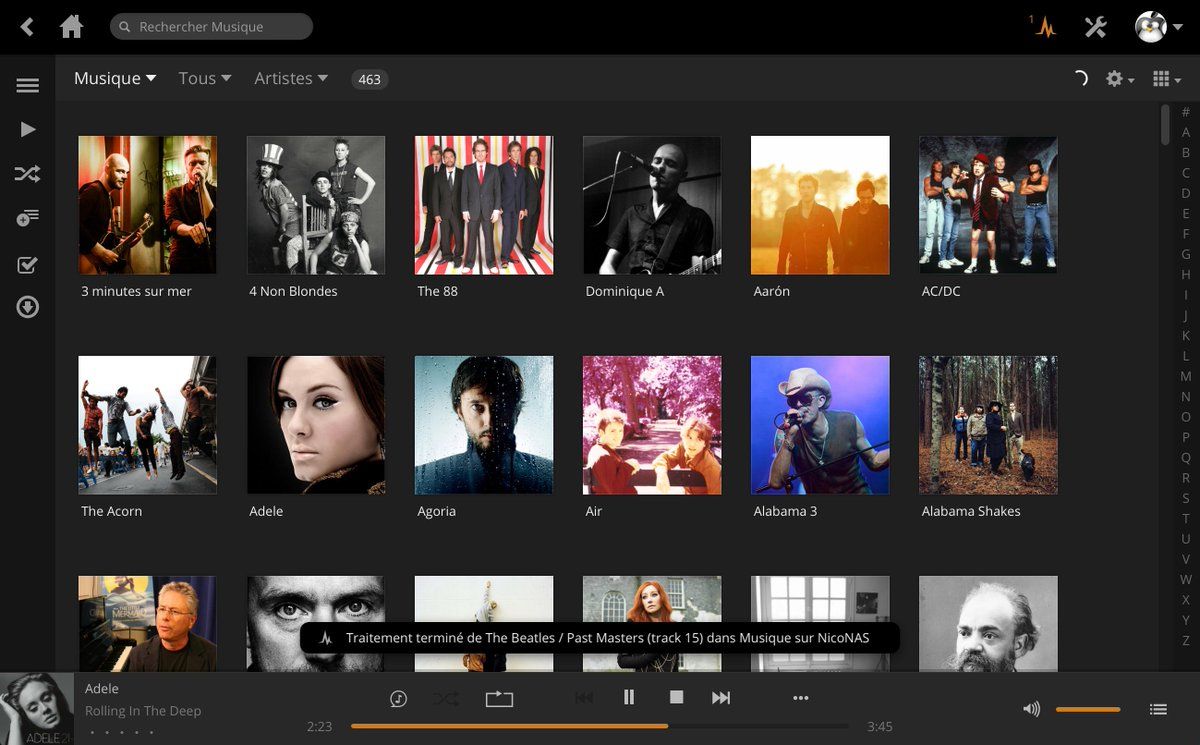 Rechercher Musique
1
Musique Tous Artistes 463
3 minutes sur mer
4 Non Blondes
The 88
Dominique A
Aarón
AC/DC
The Acorn
Adele
Agoria
Air
Alabama 3
Alabama Shakes
MERMAID
Traitement terminé de The Beatles / Past Masters (track 15) dans Musique sur NicoNAS
#
A
B
C
D
E
F
G
H
I
J
K
L
M
N
O
P
Q
R
S
T
U
V
W
X
Y
Z
ADELE 21
Adele
Rolling In The Deep
2:23
3:45